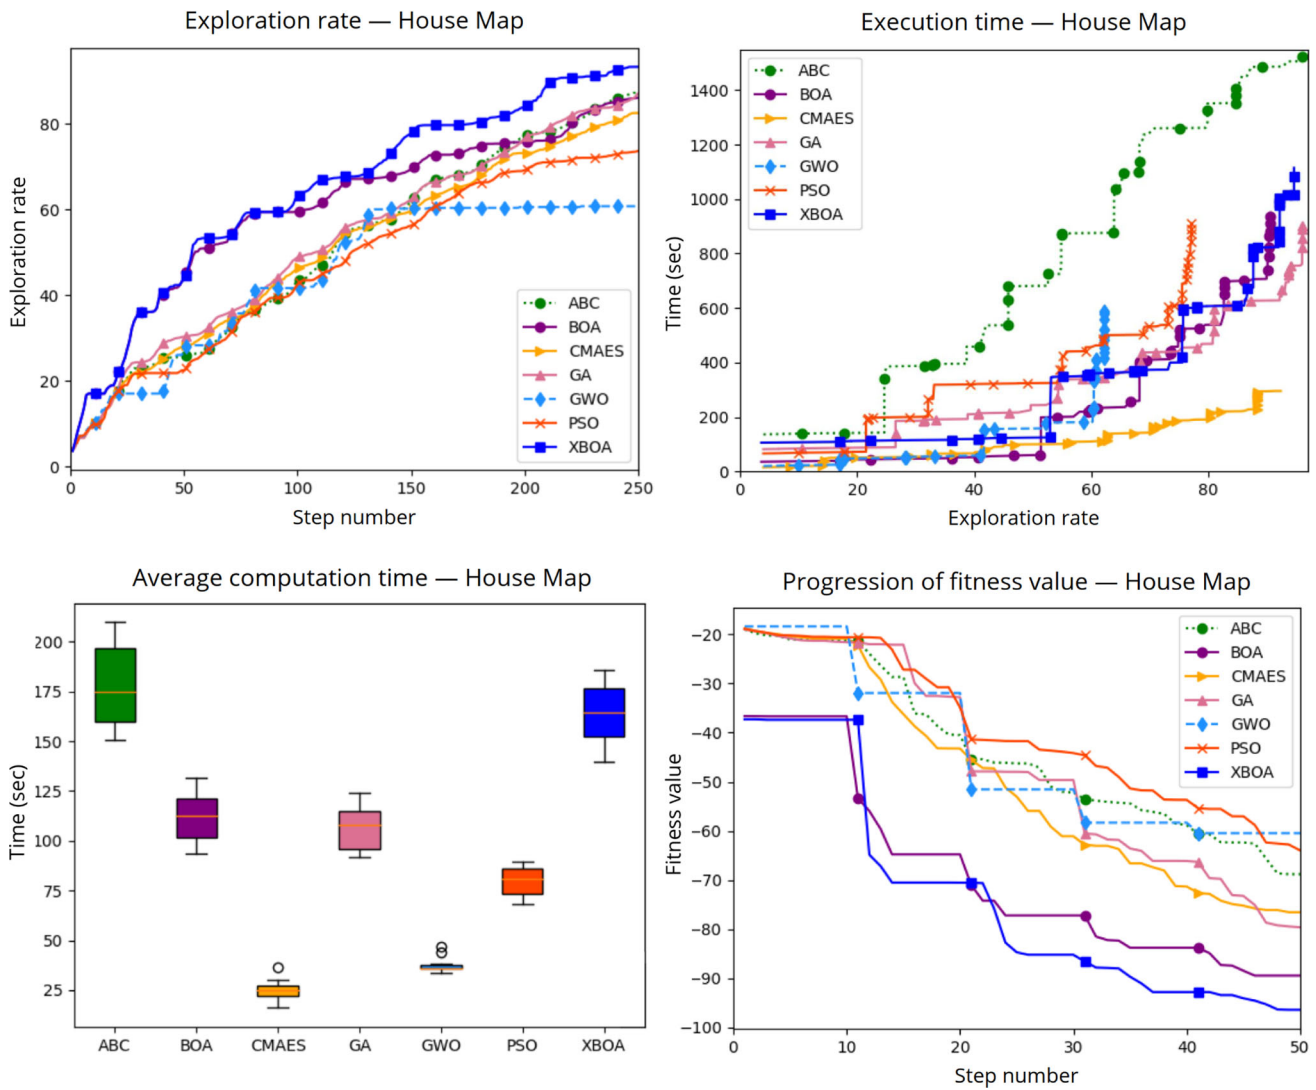 Exploration rate — House Map
Exploration rate
80
60
40
20
0
0 50 100 150 200 250
Step number
ABC
BOA
CMAES
GA
GWO
PSO
XBOA
Execution time — House Map
Time (sec)
1400
1200
1000
800
600
400
200
0
0 20 40 60 80
Exploration rate
ABC
BOA
CMAES
GA
GWO
PSO
XBOA
Average computation time — House Map
Time (sec)
200
175
150
125
100
75
50
25
ABC BOA CMAES GA GWO PSO XBOA
Progression of fitness value — House Map
Fitness value
−20
−30
−40
−50
−60
−70
−80
−90
−100
0 10 20 30 40 50
Step number
ABC
BOA
CMAES
GA
GWO
PSO
XBOA